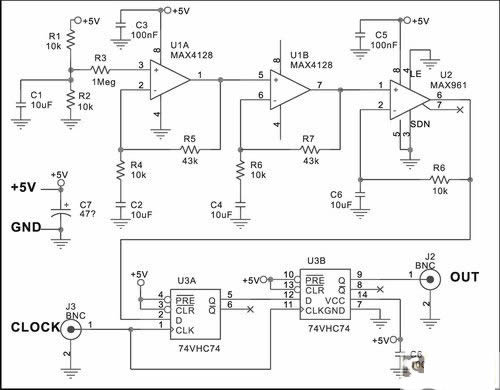 +5V
R1
10k
R3
1Meg
C1
10uF
R2
10k
+5V
C3
100nF
U1A
MAX4128
8
3
+
2
-
1
4
R5
43k
R4
10k
C2
10uF
U1B
MAX4128
8
5
+
6
-
7
4
R7
43k
R6
10k
C4
10uF
+5V
C5
100nF
U2
MAX961
8
4
LE
1
+
2
-
6
7
5
3
SDN
R6
10k
C6
10uF
+5V
+5V
GND
+
C7
47?
J3
BNC
CLOCK
1
2
+5V
U3A
4
PRE
Q
5
3
CLR
Q
6
2
D
1
CLK
74VHC74
+5V
U3B
10
PRE
Q
9
13
CLR
Q
8
12
D
VCC
14
11
CLK
GND
7
74VHC74
J2
BNC
OUT
1
2
+5V